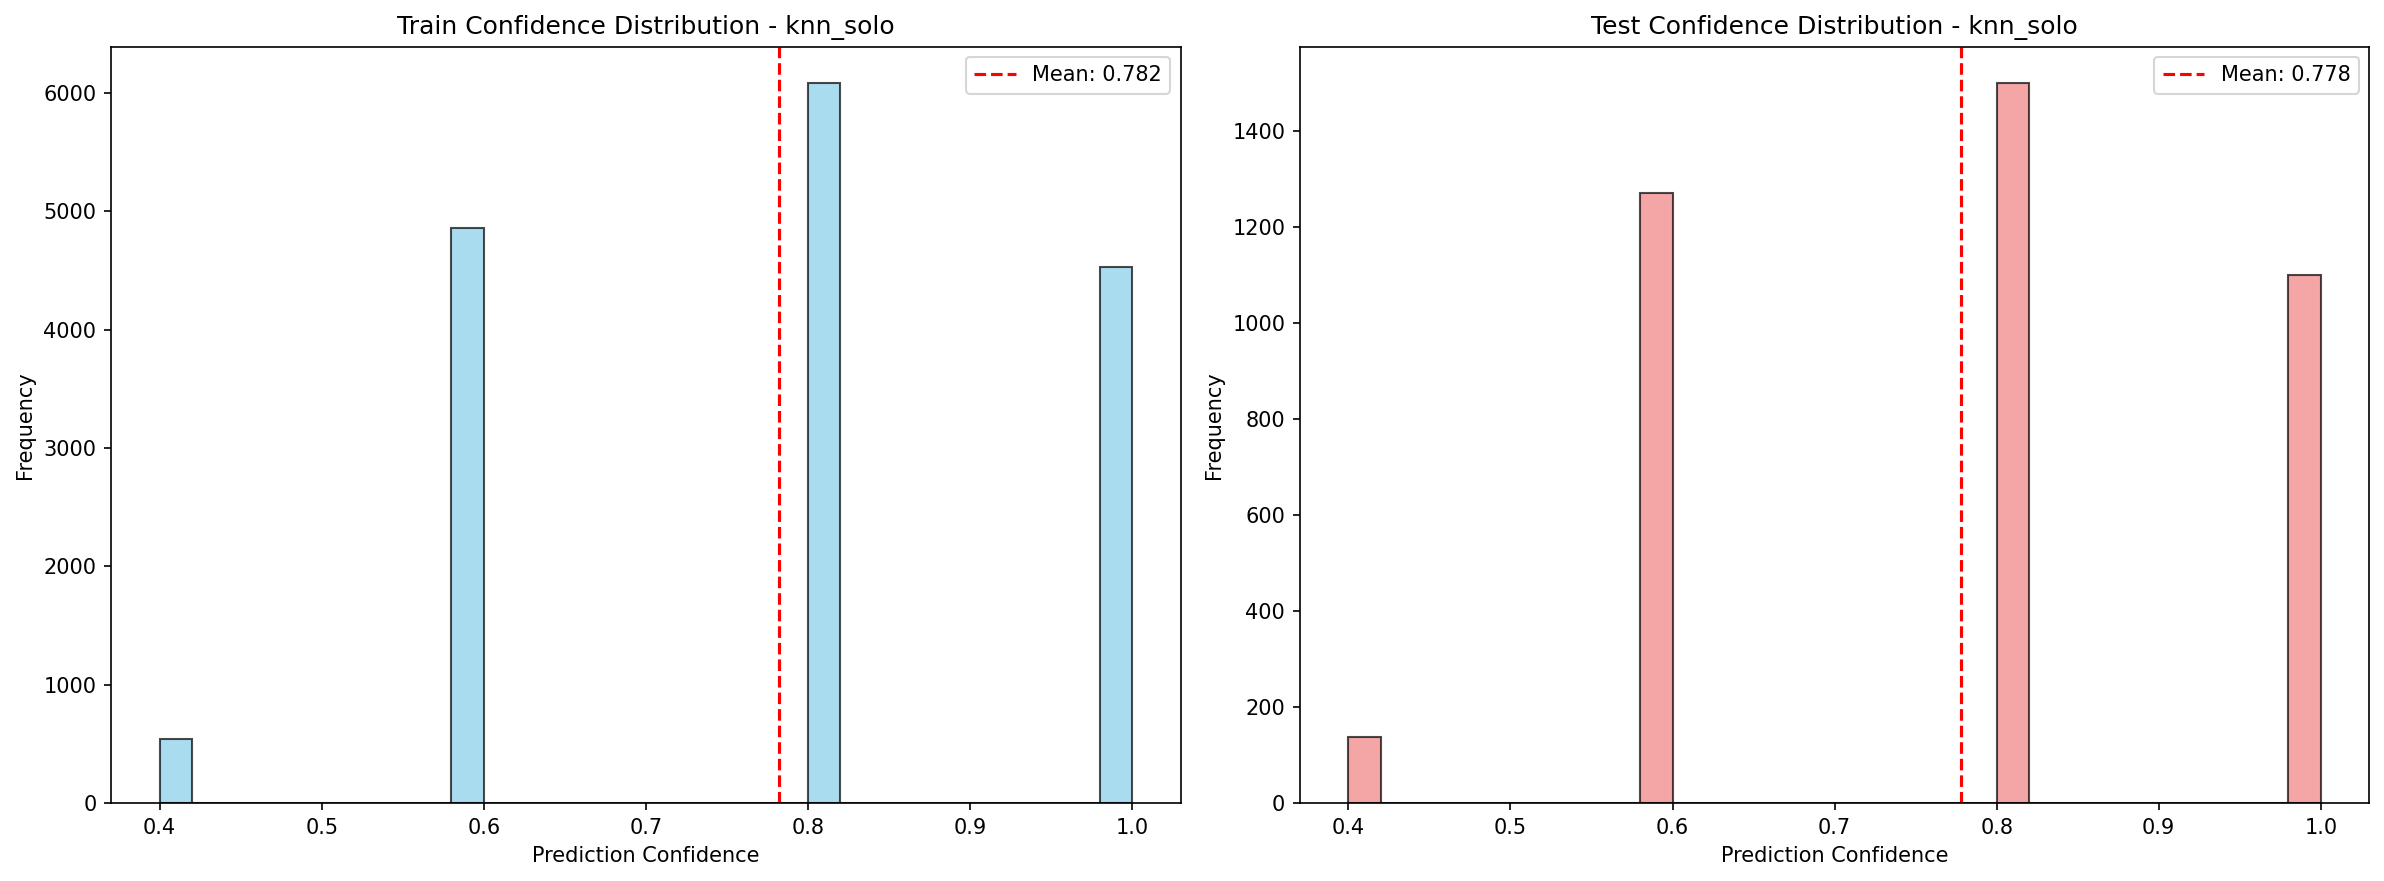 Train Confidence Distribution - knn_solo
Mean: 0.782
Frequency
6000
5000
4000
3000
2000
1000
0
0.4 0.5 0.6 0.7 0.8 0.9 1.0
Prediction Confidence
Test Confidence Distribution - knn_solo
Mean: 0.778
Frequency
1400
1200
1000
800
600
400
200
0
0.4 0.5 0.6 0.7 0.8 0.9 1.0
Prediction Confidence